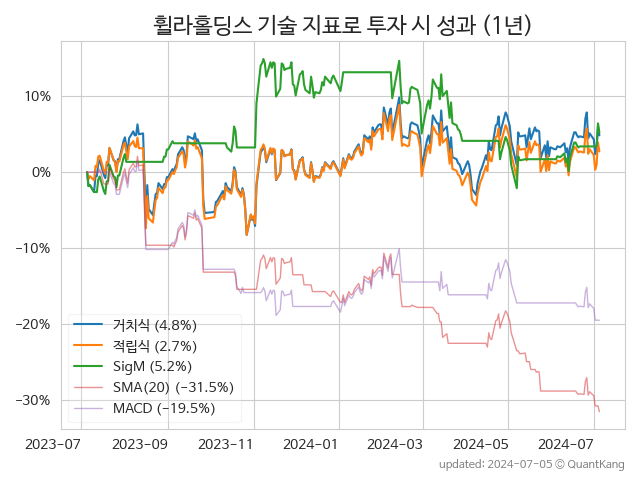 휠라홀딩스 기술 지표로 투자 시 성과 (1년)
10%
0%
−10%
−20%
−30%
거치식 (4.8%)
적립식 (2.7%)
SigM (5.2%)
SMA(20) (−31.5%)
MACD (−19.5%)
2023-07 2023-09 2023-11 2024-01 2024-03 2024-05 2024-07
updated: 2024-07-05 © QuantKang